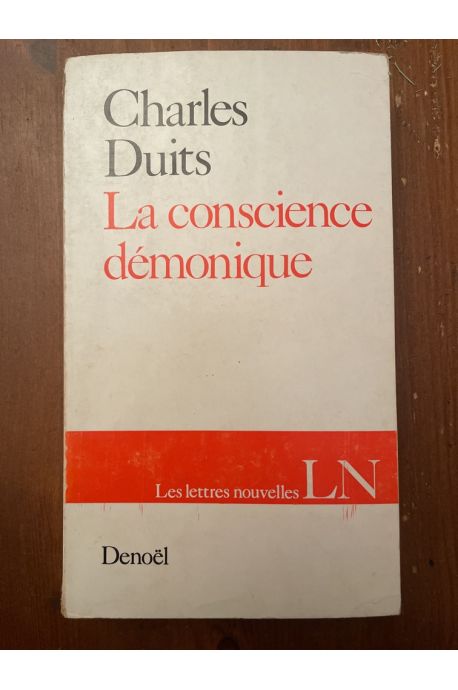 Charles
Duits
La conscience
démonique
Les lettres nouvelles LN
Denoël